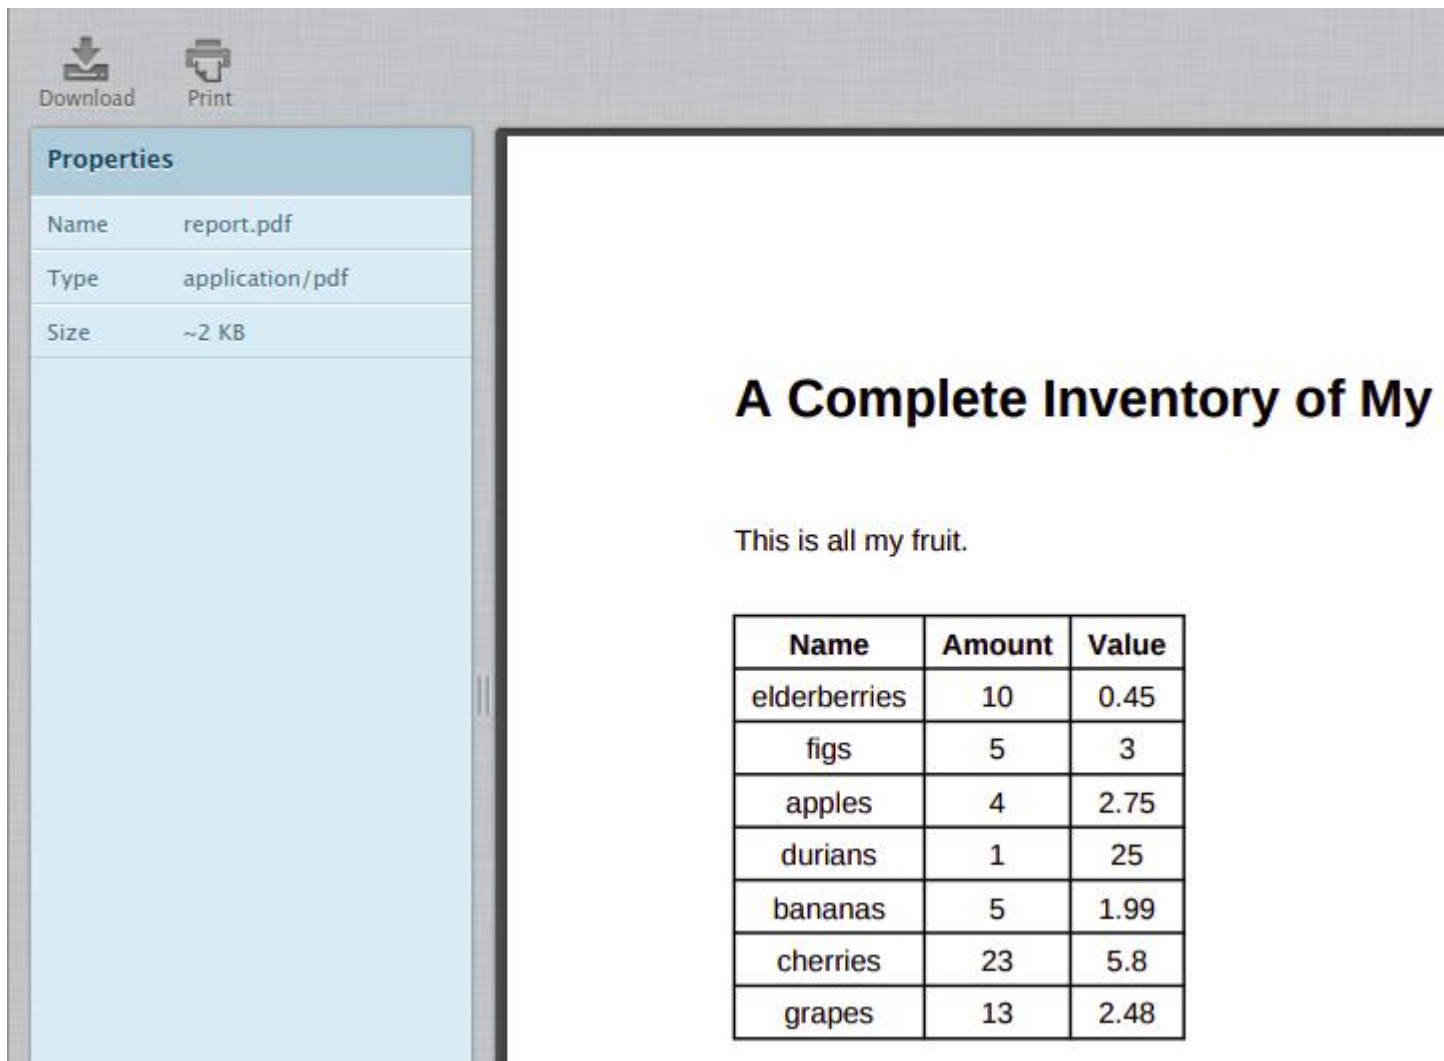 Download Print
Properties
Name report.pdf
Type application/pdf
Size ~2 KB
A Complete Inventory of My
This is all my fruit.
Name Amount Value
elderberries 10 0.45
figs 5 3
apples 4 2.75
durians 1 25
bananas 5 1.99
cherries 23 5.8
grapes 13 2.48